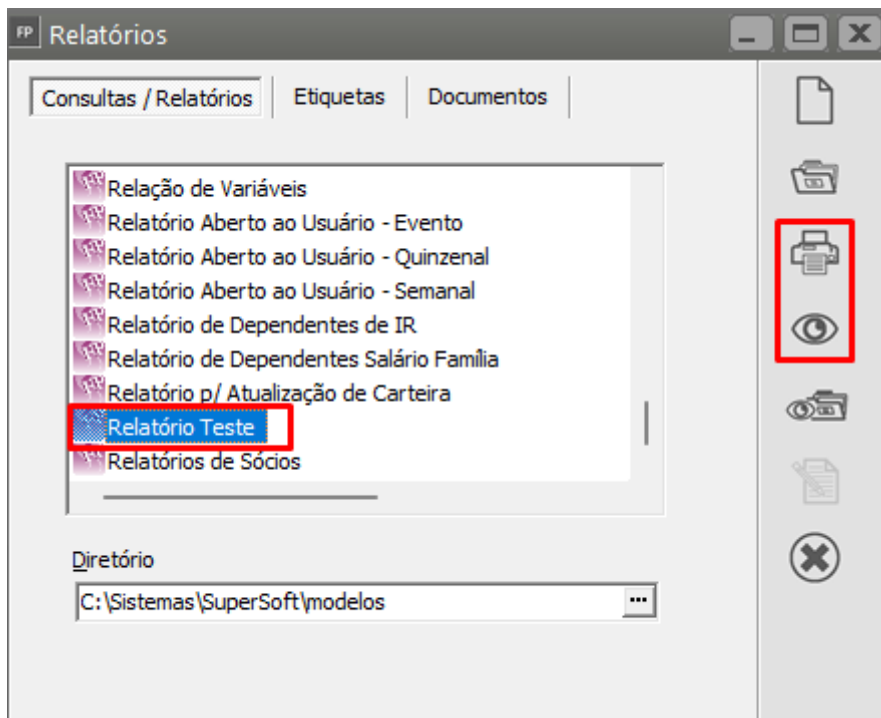 FP Relatórios
Consultas / Relatórios Etiquetas Documentos
Relação de Variáveis
Relatório Aberto ao Usuário - Evento
Relatório Aberto ao Usuário - Quinzenal
Relatório Aberto ao Usuário - Semanal
Relatório de Dependentes de IR
Relatório de Dependentes Salário Família
Relatório p/ Atualização de Carteira
Relatório Teste
Relatórios de Sócios
Diretório
C:\Sistemas\SuperSoft\modelos ...